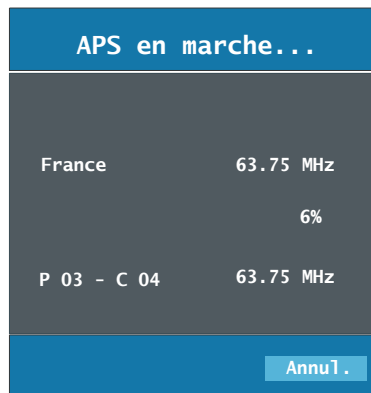 APS en marche...
France 63.75 MHz
6%
P 03 - C 04 63.75 MHz
Annul.